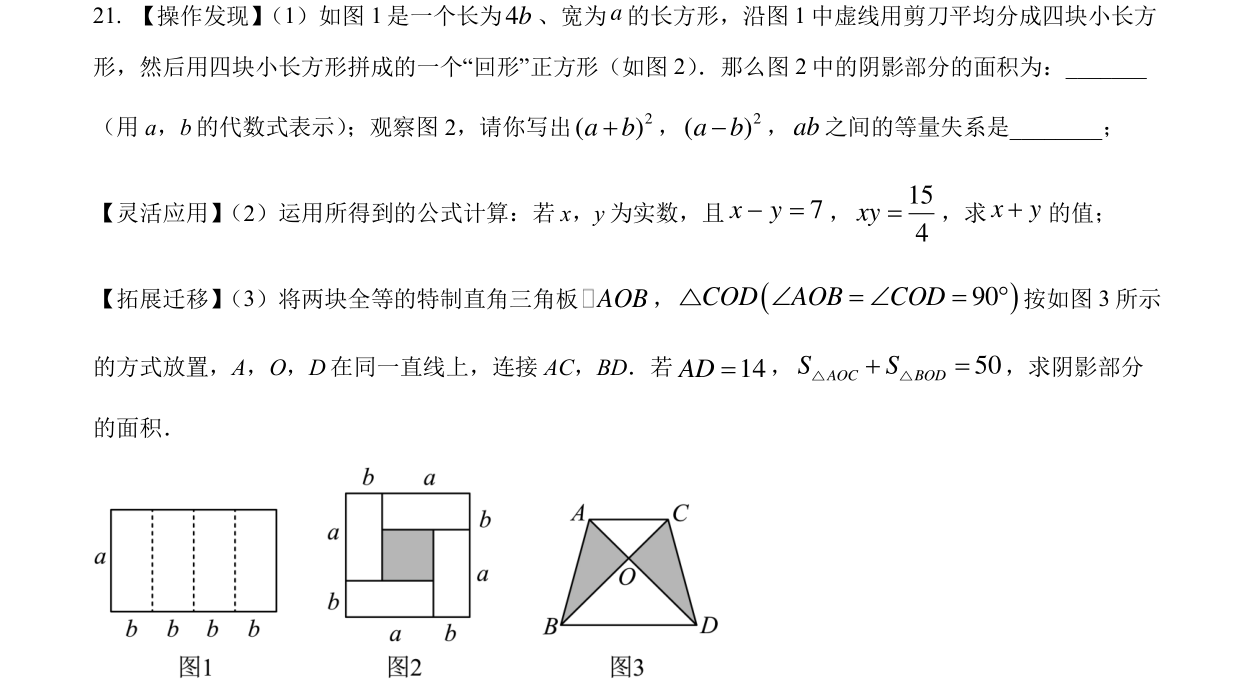 21. 【操作发现】（1）如图 1 是一个长为4b 、宽为a 的长方形，沿图 1 中虚线用剪刀平均分成四块小长方
形，然后用四块小长方形拼成的一个“回形”正方形（如图 2）．那么图 2 中的阴影部分的面积为：_______
（用 a，b 的代数式表示）；观察图 2，请你写出(a+b)²，(a−b)²，ab 之间的等量失系是________；
【灵活应用】（2）运用所得到的公式计算：若 x，y 为实数，且 x−y=7，xy=15/4，求 x+y 的值；
【拓展迁移】（3）将两块全等的特制直角三角板□AOB，△COD(∠AOB=∠COD=90°)按如图 3 所示
的方式放置，A，O，D 在同一直线上，连接 AC，BD．若 AD=14，S△AOC+S△BOD=50，求阴影部分
的面积．
a
b b b b
图1
b a
a b
b a
a b
图2
A C
O
B D
图3